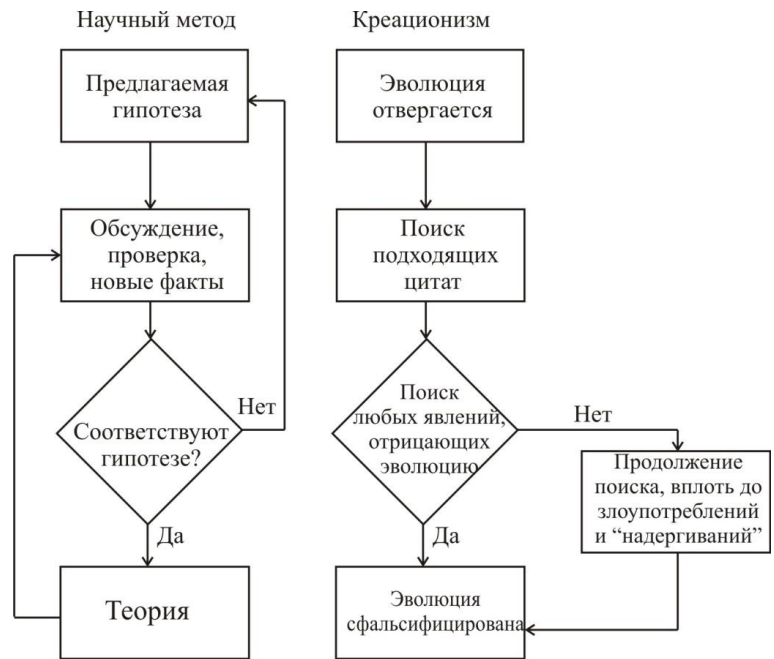 Научный метод
Предлагаемая
гипотеза
Обсуждение,
проверка,
новые факты
Нет
Соответствуют
гипотезе?
Да
Теория
Креационизм
Эволюция
отвергается
Поиск
подходящих
цитат
Поиск
любых явлений,
отрицающих
эволюцию
Нет
Продолжение
поиска, вплоть до
злоупотреблений
и “надергиваний”
Да
Эволюция
сфальсифицирована